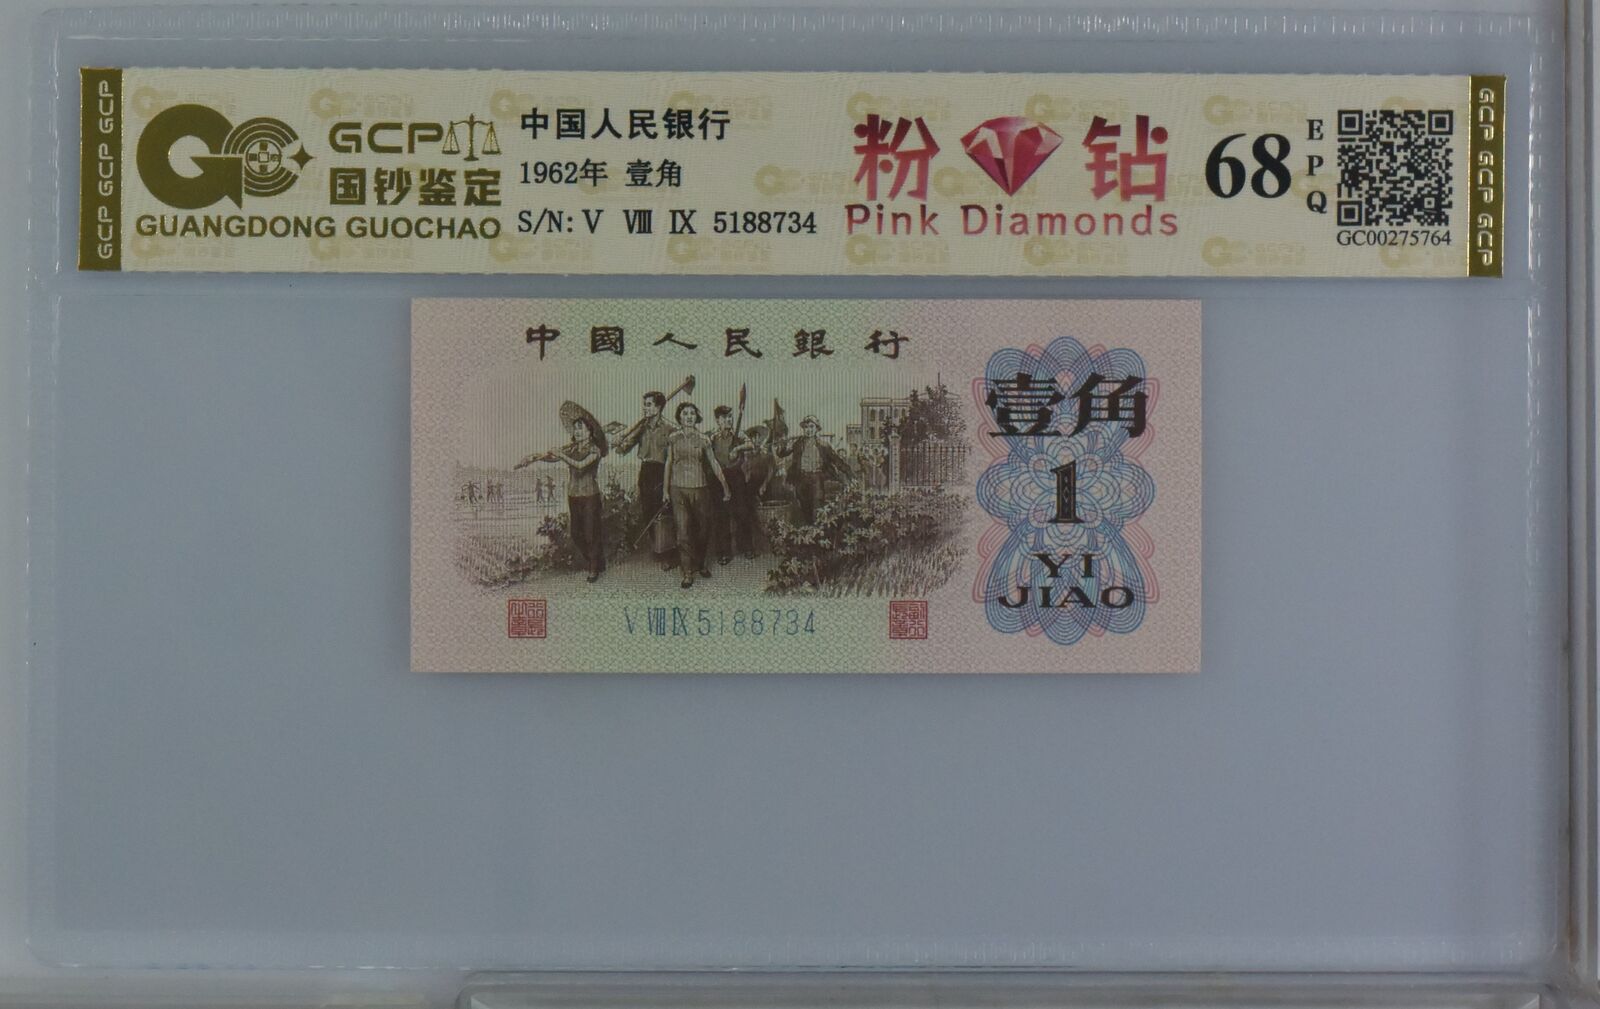 GCP GCP GCP
GCP
国钞鉴定
GUANGDONG GUOCHAO
中国人民银行
1962年 壹角
S/N: V VIII IX 5188734
粉 钻
Pink Diamonds
68
EPQ
GC00275764
GCP GCP GCP
中國人民銀行
壹角
1
YI
JIAO
V VIII IX 5188734